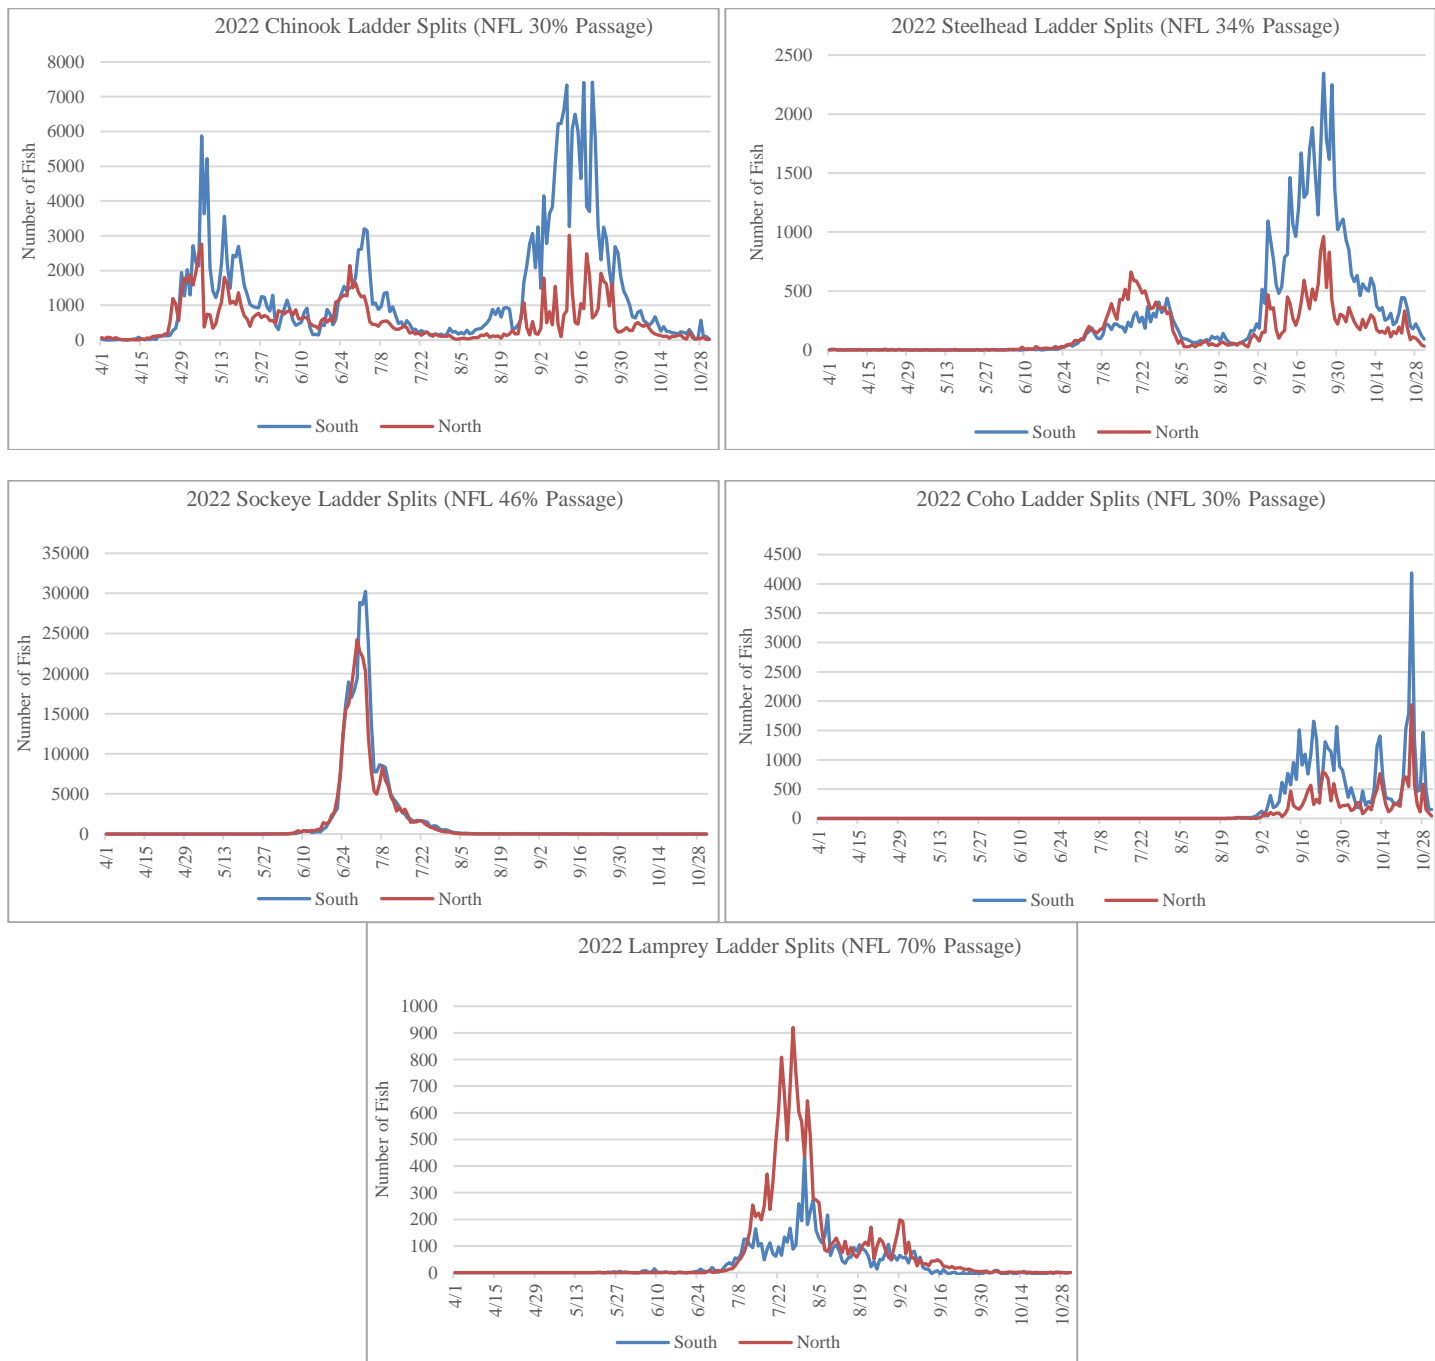 2022 Chinook Ladder Splits (NFL 30% Passage)
Number of Fish
8000
7000
6000
5000
4000
3000
2000
1000
0
4/1 4/15 4/29 5/13 5/27 6/10 6/24 7/8 7/22 8/5 8/19 9/2 9/16 9/30 10/14 10/28
South North
2022 Steelhead Ladder Splits (NFL 34% Passage)
Number of Fish
2500
2000
1500
1000
500
0
4/1 4/15 4/29 5/13 5/27 6/10 6/24 7/8 7/22 8/5 8/19 9/2 9/16 9/30 10/14 10/28
South North
2022 Sockeye Ladder Splits (NFL 46% Passage)
Number of Fish
35000
30000
25000
20000
15000
10000
5000
0
4/1 4/15 4/29 5/13 5/27 6/10 6/24 7/8 7/22 8/5 8/19 9/2 9/16 9/30 10/14 10/28
South North
2022 Coho Ladder Splits (NFL 30% Passage)
Number of Fish
4500
4000
3500
3000
2500
2000
1500
1000
500
0
4/1 4/15 4/29 5/13 5/27 6/10 6/24 7/8 7/22 8/5 8/19 9/2 9/16 9/30 10/14 10/28
South North
2022 Lamprey Ladder Splits (NFL 70% Passage)
Number of Fish
1000
900
800
700
600
500
400
300
200
100
0
4/1 4/15 4/29 5/13 5/27 6/10 6/24 7/8 7/22 8/5 8/19 9/2 9/16 9/30 10/14 10/28
South North